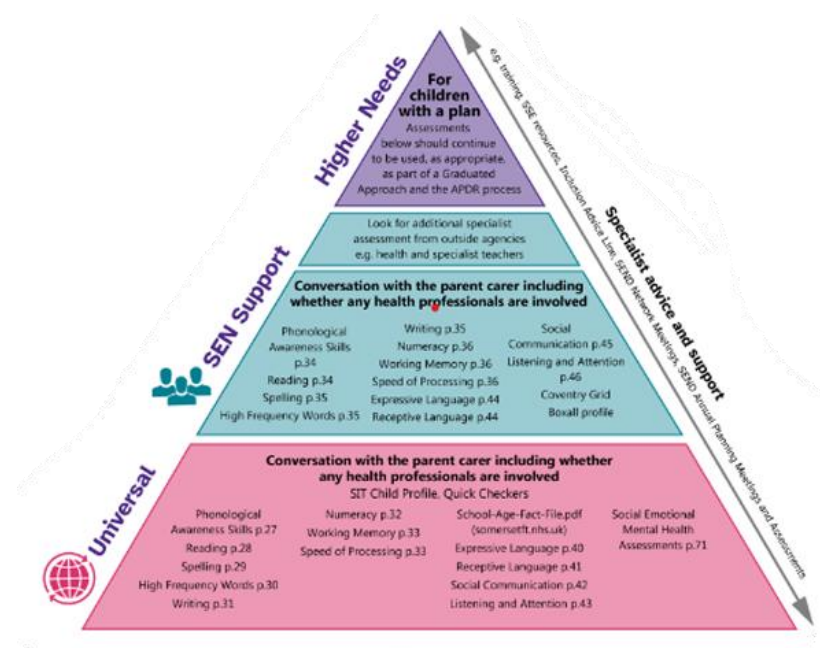 Higher Needs
For
children
with a plan
Assessments
below should continue
to be used, as appropriate,
as part of a Graduated
Approach and the APDR process
SEN Support
Look for additional specialist
assessment from outside agencies
e.g. health and specialist teachers
Conversation with the parent carer including
whether any health professionals are involved
Phonological
Awareness Skills
p.34
Reading p.34
Spelling p.35
High Frequency Words p.35
Writing p.35
Numeracy p.36
Working Memory p.36
Speed of Processing p.36
Expressive Language p.44
Receptive Language p.44
Social
Communication p.45
Listening and Attention
p.46
Coventry Grid
Boxall profile
Universal
Conversation with the parent carer including whether
any health professionals are involved
SIT Child Profile, Quick Checkers
Phonological
Awareness Skills p.27
Reading p.28
Spelling p.29
High Frequency Words p.30
Writing p.31
Numeracy p.32
Working Memory p.33
Speed of Processing p.33
School-Age-Fact-File.pdf
(somersetft.nhs.uk)
Expressive Language p.40
Receptive Language p.41
Social Communication p.42
Listening and Attention p.43
Social Emotional
Mental Health
Assessments p.71
Specialist advice and support
e.g. training, SSE resources, Inclusion Advice Line, SEND Network Meetings, SEND Annual Planning Meetings and Assessments